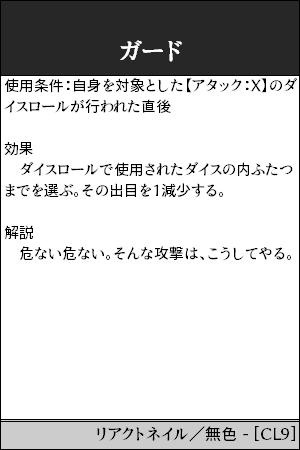 ガード
使用条件：自身を対象とした【アタック：X】のダ
イスロールが行われた直後
効果
　ダイスロールで使用されたダイスの内ふたつ
までを選ぶ。その出目を1減少する。
解説
　危ない危ない。そんな攻撃は、こうしてやる。
リアクトネイル／無色 - [CL9]